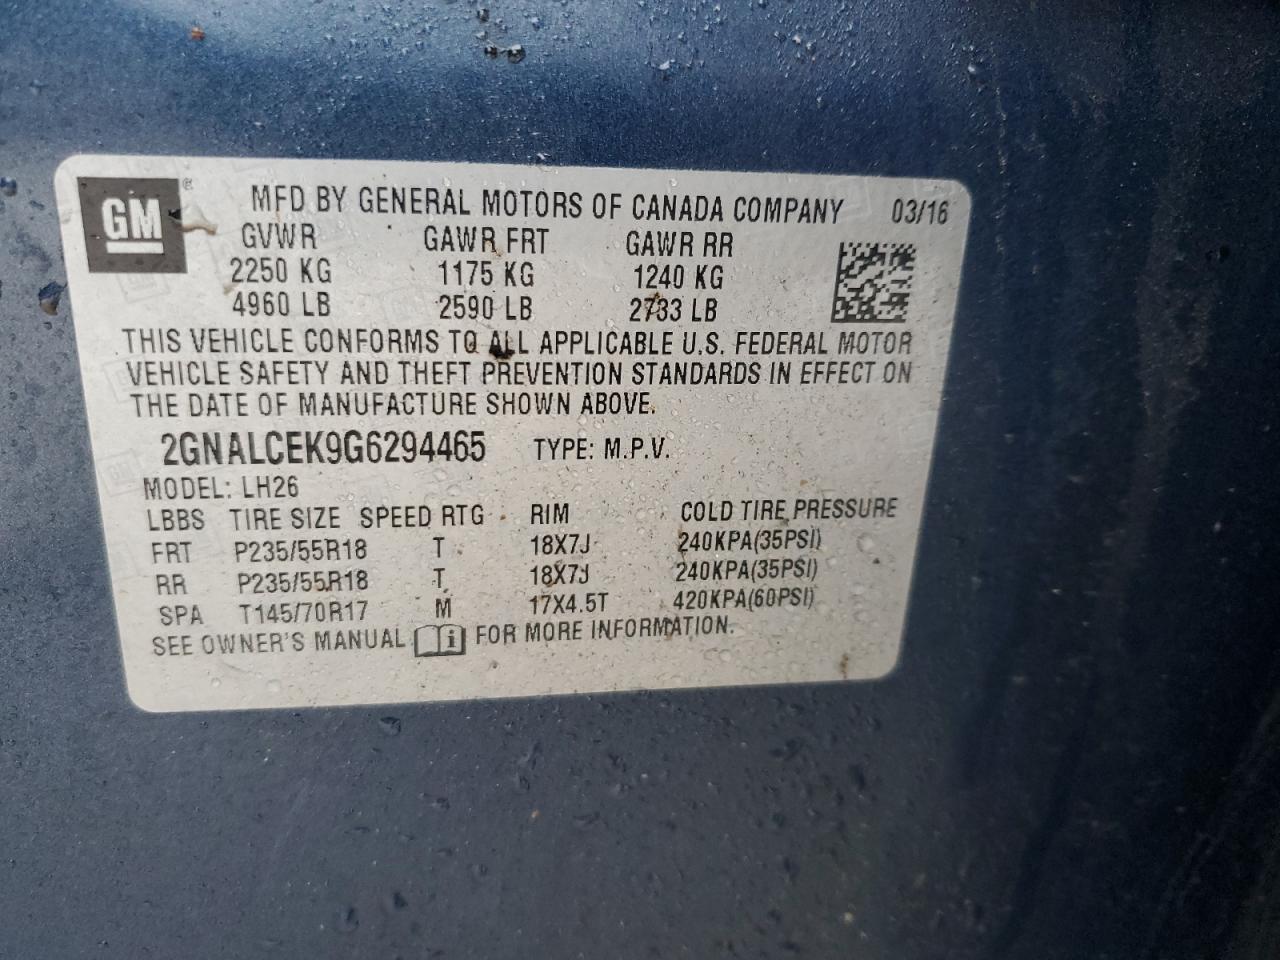 GM® MFD BY GENERAL MOTORS OF CANADA COMPANY 03/16
GVWR GAWR FRT GAWR RR
2250 KG 1175 KG 1240 KG
4960 LB 2590 LB 2733 LB
THIS VEHICLE CONFORMS TO ALL APPLICABLE U.S. FEDERAL MOTOR
VEHICLE SAFETY AND THEFT PREVENTION STANDARDS IN EFFECT ON
THE DATE OF MANUFACTURE SHOWN ABOVE.
2GNALCEK9G6294465 TYPE: M.P.V.
MODEL: LH26
LBBS TIRE SIZE SPEED RTG RIM COLD TIRE PRESSURE
FRT P235/55R18 T 18X7J 240KPA(35PSI)
RR P235/55R18 T 18X7J 240KPA(35PSI)
SPA T145/70R17 M 17X4.5T 420KPA(60PSI)
SEE OWNER'S MANUAL i FOR MORE INFORMATION.